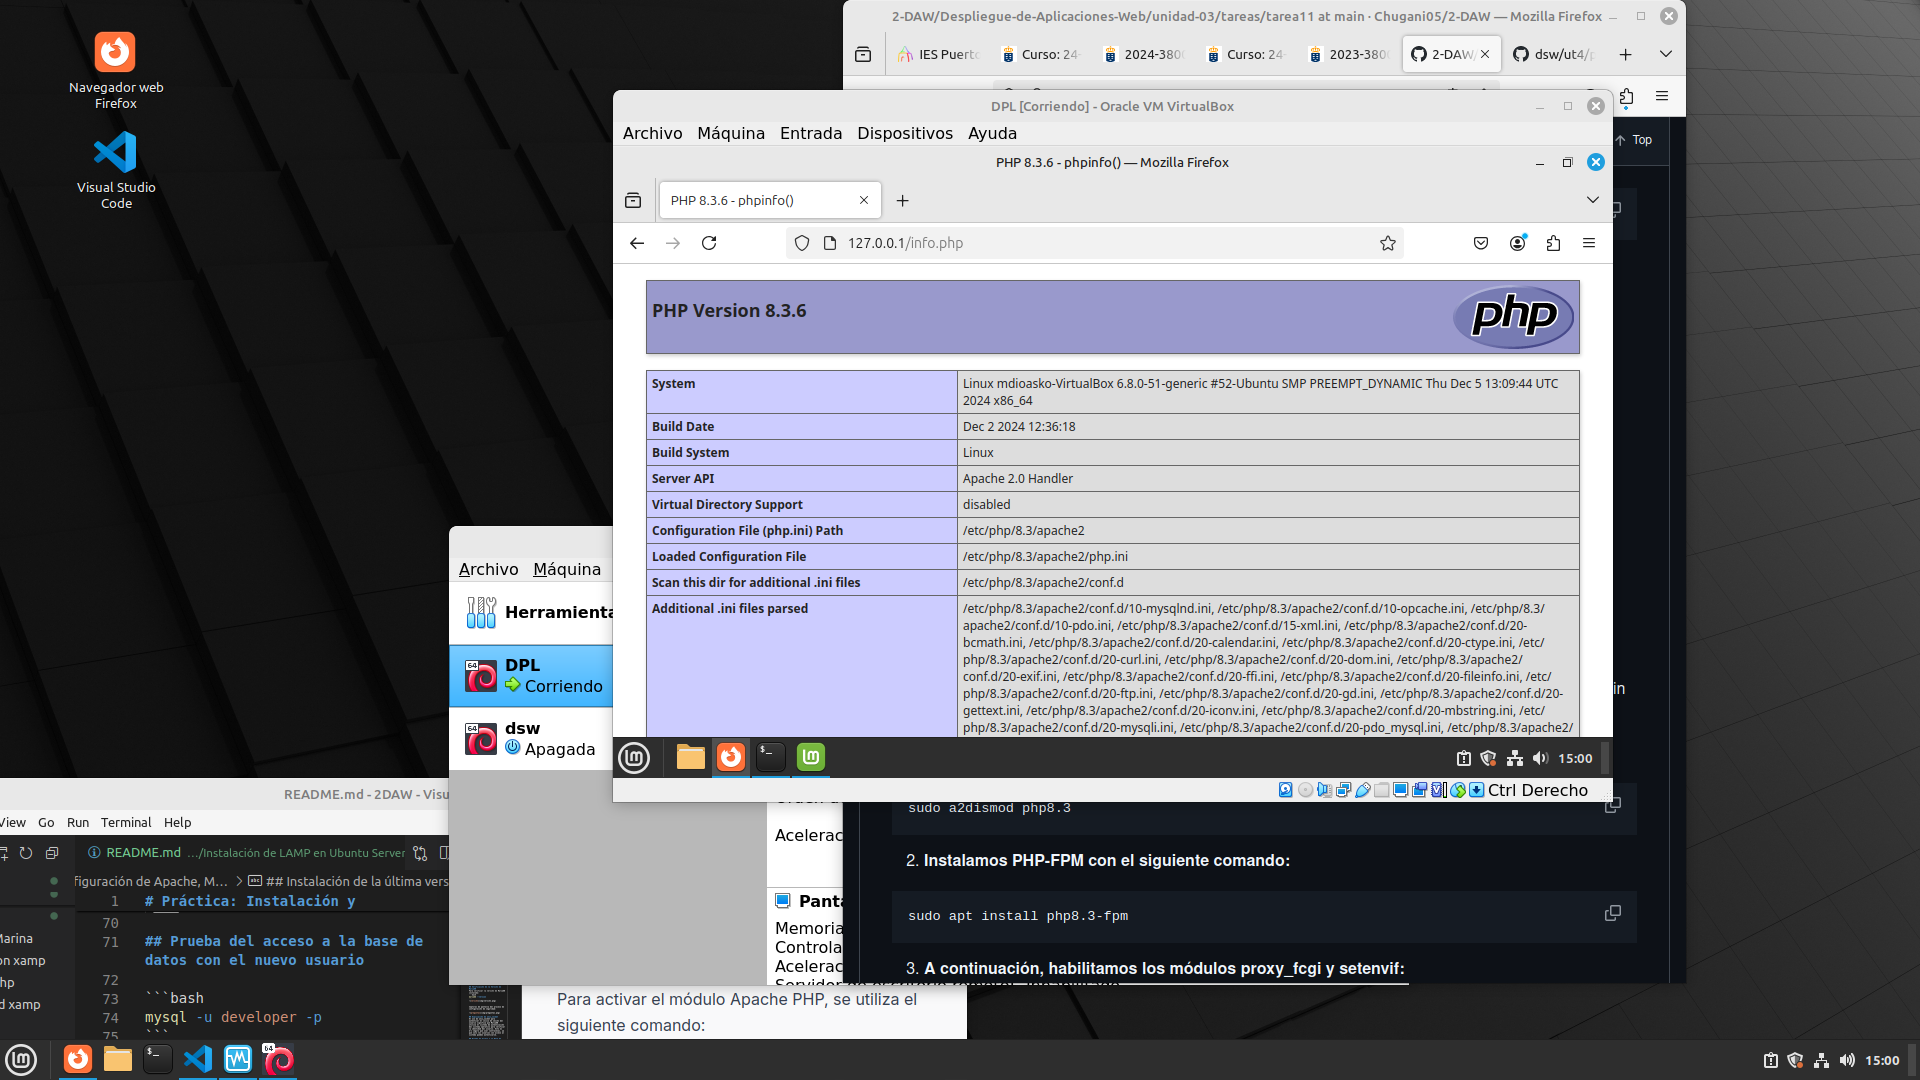 Navegador web
Firefox
Visual Studio
Code
2-DAW/Despliegue-de-Aplicaciones-Web/unidad-03/tareas/tarea11 at main · Chugani05/2-DAW — Mozilla Firefox
IES Puerto
Curso: 24-
2024-380
Curso: 24-
2023-380
2-DAW/
dsw/ut4/p
Top
DPL [Corriendo] - Oracle VM VirtualBox
Archivo Máquina Entrada Dispositivos Ayuda
PHP 8.3.6 - phpinfo() — Mozilla Firefox
PHP 8.3.6 - phpinfo()
127.0.0.1/info.php
PHP Version 8.3.6
php
System
Linux mdioasko-VirtualBox 6.8.0-51-generic #52-Ubuntu SMP PREEMPT_DYNAMIC Thu Dec 5 13:09:44 UTC
2024 x86_64
Build Date
Dec 2 2024 12:36:18
Build System
Linux
Server API
Apache 2.0 Handler
Virtual Directory Support
disabled
Configuration File (php.ini) Path
/etc/php/8.3/apache2
Loaded Configuration File
/etc/php/8.3/apache2/php.ini
Scan this dir for additional .ini files
/etc/php/8.3/apache2/conf.d
Additional .ini files parsed
/etc/php/8.3/apache2/conf.d/10-mysqlnd.ini, /etc/php/8.3/apache2/conf.d/10-opcache.ini, /etc/php/8.3/
apache2/conf.d/10-pdo.ini, /etc/php/8.3/apache2/conf.d/15-xml.ini, /etc/php/8.3/apache2/conf.d/20-
bcmath.ini, /etc/php/8.3/apache2/conf.d/20-calendar.ini, /etc/php/8.3/apache2/conf.d/20-ctype.ini, /etc/
php/8.3/apache2/conf.d/20-curl.ini, /etc/php/8.3/apache2/conf.d/20-dom.ini, /etc/php/8.3/apache2/
conf.d/20-exif.ini, /etc/php/8.3/apache2/conf.d/20-ffi.ini, /etc/php/8.3/apache2/conf.d/20-fileinfo.ini, /etc/
php/8.3/apache2/conf.d/20-ftp.ini, /etc/php/8.3/apache2/conf.d/20-gd.ini, /etc/php/8.3/apache2/conf.d/20-
gettext.ini, /etc/php/8.3/apache2/conf.d/20-iconv.ini, /etc/php/8.3/apache2/conf.d/20-mbstring.ini, /etc/
php/8.3/apache2/conf.d/20-mysqli.ini, /etc/php/8.3/apache2/conf.d/20-pdo_mysql.ini, /etc/php/8.3/apache2/
15:00
Ctrl Derecho
Archivo Máquina
Herramienta
64
DPL
Corriendo
64
dsw
Apagada
in
Acelerac
Panta
Memoria
Controla
Acelerac
sudo a2dismod php8.3
2. Instalamos PHP-FPM con el siguiente comando:
sudo apt install php8.3-fpm
3. A continuación, habilitamos los módulos proxy_fcgi y setenvif:
README.md - 2DAW - Visu
View Go Run Terminal Help
README.md .../Instalación de LAMP en Ubuntu Server
figuración de Apache, M... > ## Instalación de la última vers
1 # Práctica: Instalación y
70
71 ## Prueba del acceso a la base de
datos con el nuevo usuario
72
73 ```bash
74 mysql -u developer -p
75 ```
Marina
on xamp
hp
d xamp
Para activar el módulo Apache PHP, se utiliza el
siguiente comando:
64
15:00